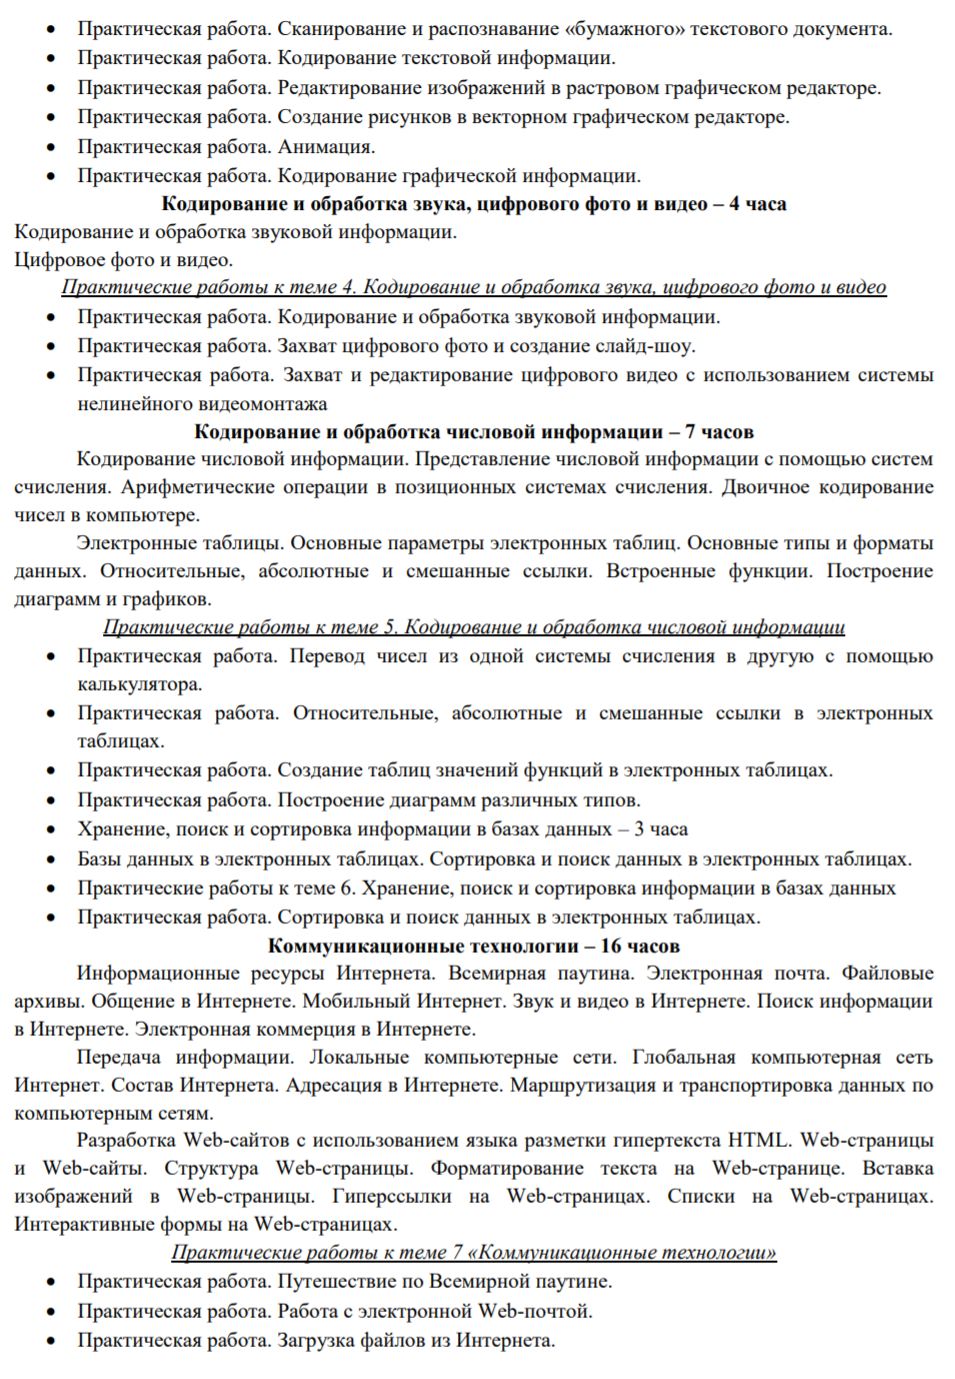 • Практическая работа. Сканирование и распознавание «бумажного» текстового документа.
• Практическая работа. Кодирование текстовой информации.
• Практическая работа. Редактирование изображений в растровом графическом редакторе.
• Практическая работа. Создание рисунков в векторном графическом редакторе.
• Практическая работа. Анимация.
• Практическая работа. Кодирование графической информации.
Кодирование и обработка звука, цифрового фото и видео – 4 часа
Кодирование и обработка звуковой информации.
Цифровое фото и видео.
Практические работы к теме 4. Кодирование и обработка звука, цифрового фото и видео
• Практическая работа. Кодирование и обработка звуковой информации.
• Практическая работа. Захват цифрового фото и создание слайд-шоу.
• Практическая работа. Захват и редактирование цифрового видео с использованием системы
нелинейного видеомонтажа
Кодирование и обработка числовой информации – 7 часов
Кодирование числовой информации. Представление числовой информации с помощью систем
счисления. Арифметические операции в позиционных системах счисления. Двоичное кодирование
чисел в компьютере.
Электронные таблицы. Основные параметры электронных таблиц. Основные типы и форматы
данных. Относительные, абсолютные и смешанные ссылки. Встроенные функции. Построение
диаграмм и графиков.
Практические работы к теме 5. Кодирование и обработка числовой информации
• Практическая работа. Перевод чисел из одной системы счисления в другую с помощью
калькулятора.
• Практическая работа. Относительные, абсолютные и смешанные ссылки в электронных
таблицах.
• Практическая работа. Создание таблиц значений функций в электронных таблицах.
• Практическая работа. Построение диаграмм различных типов.
• Хранение, поиск и сортировка информации в базах данных – 3 часа
• Базы данных в электронных таблицах. Сортировка и поиск данных в электронных таблицах.
• Практические работы к теме 6. Хранение, поиск и сортировка информации в базах данных
• Практическая работа. Сортировка и поиск данных в электронных таблицах.
Коммуникационные технологии – 16 часов
Информационные ресурсы Интернета. Всемирная паутина. Электронная почта. Файловые
архивы. Общение в Интернете. Мобильный Интернет. Звук и видео в Интернете. Поиск информации
в Интернете. Электронная коммерция в Интернете.
Передача информации. Локальные компьютерные сети. Глобальная компьютерная сеть
Интернет. Состав Интернета. Адресация в Интернете. Маршрутизация и транспортировка данных по
компьютерным сетям.
Разработка Web-сайтов с использованием языка разметки гипертекста HTML. Web-страницы
и Web-сайты. Структура Web-страницы. Форматирование текста на Web-странице. Вставка
изображений в Web-страницы. Гиперссылки на Web-страницах. Списки на Web-страницах.
Интерактивные формы на Web-страницах.
Практические работы к теме 7 «Коммуникационные технологии»
• Практическая работа. Путешествие по Всемирной паутине.
• Практическая работа. Работа с электронной Web-почтой.
• Практическая работа. Загрузка файлов из Интернета.